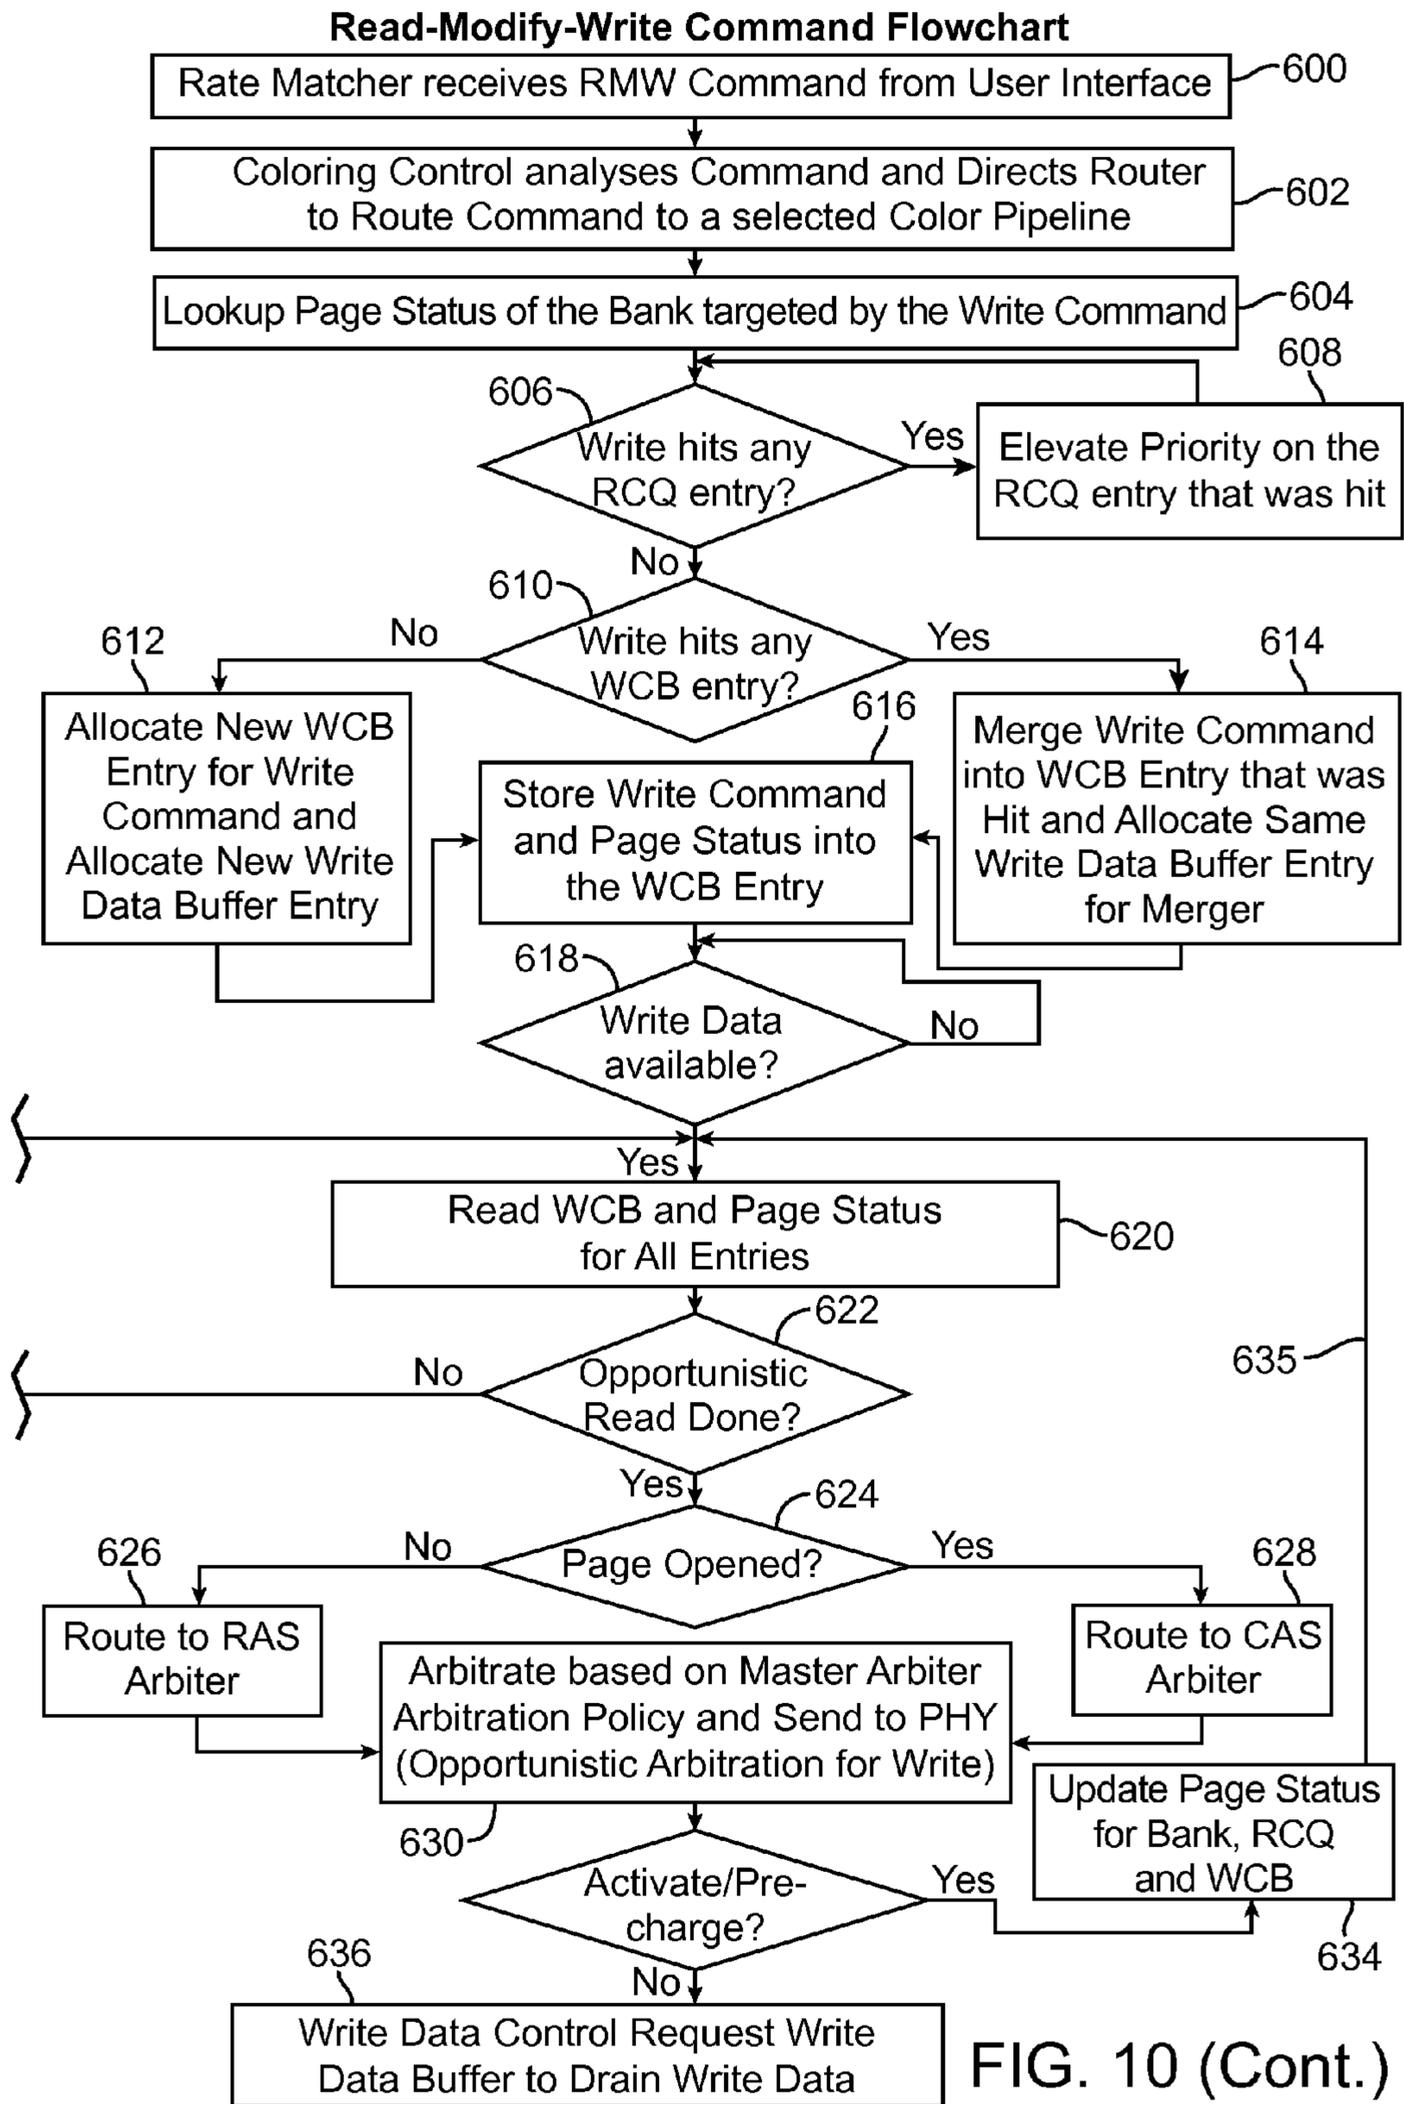 Read-Modify-Write Command Flowchart
Rate Matcher receives RMW Command from User Interface
600
Coloring Control analyses Command and Directs Router
to Route Command to a selected Color Pipeline
602
Lookup Page Status of the Bank targeted by the Write Command
604
608
606
Write hits any
RCQ entry?
Yes
Elevate Priority on the
RCQ entry that was hit
No
610
Write hits any
WCB entry?
No
Yes
612
614
Allocate New WCB
Entry for Write
Command and
Allocate New Write
Data Buffer Entry
616
Store Write Command
and Page Status into
the WCB Entry
Merge Write Command
into WCB Entry that was
Hit and Allocate Same
Write Data Buffer Entry
for Merger
618
Write Data
available?
No
Yes
Read WCB and Page Status
for All Entries
620
622
Opportunistic
Read Done?
No
635
Yes
624
Page Opened?
No
Yes
626
628
Route to RAS
Arbiter
Route to CAS
Arbiter
Arbitrate based on Master Arbiter
Arbitration Policy and Send to PHY
(Opportunistic Arbitration for Write)
630
Update Page Status
for Bank, RCQ
and WCB
634
Activate/Pre-
charge?
Yes
No
636
Write Data Control Request Write
Data Buffer to Drain Write Data
FIG. 10 (Cont.)